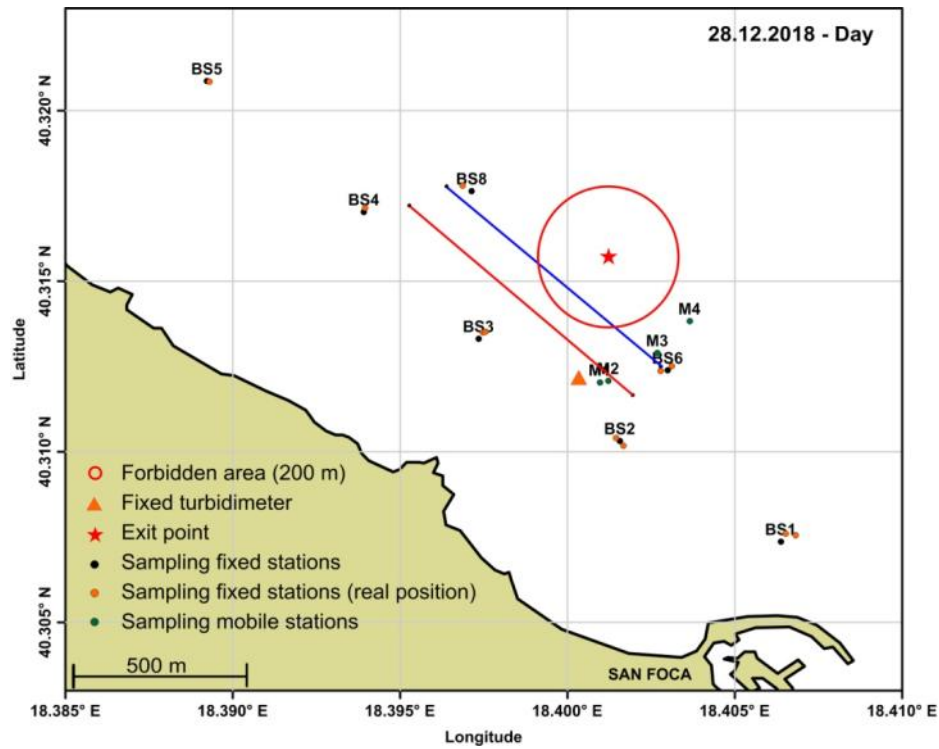 28.12.2018 - Day
BS5
BS8
BS4
M4
BS3
M3
BS6
M2
BS2
BS1
Forbidden area (200 m)
Fixed turbidimeter
Exit point
Sampling fixed stations
Sampling fixed stations (real position)
Sampling mobile stations
500 m
SAN FOCA
40.320° N
40.315° N
40.310° N
40.305° N
Latitude
18.385° E
18.390° E
18.395° E
18.400° E
18.405° E
18.410° E
Longitude